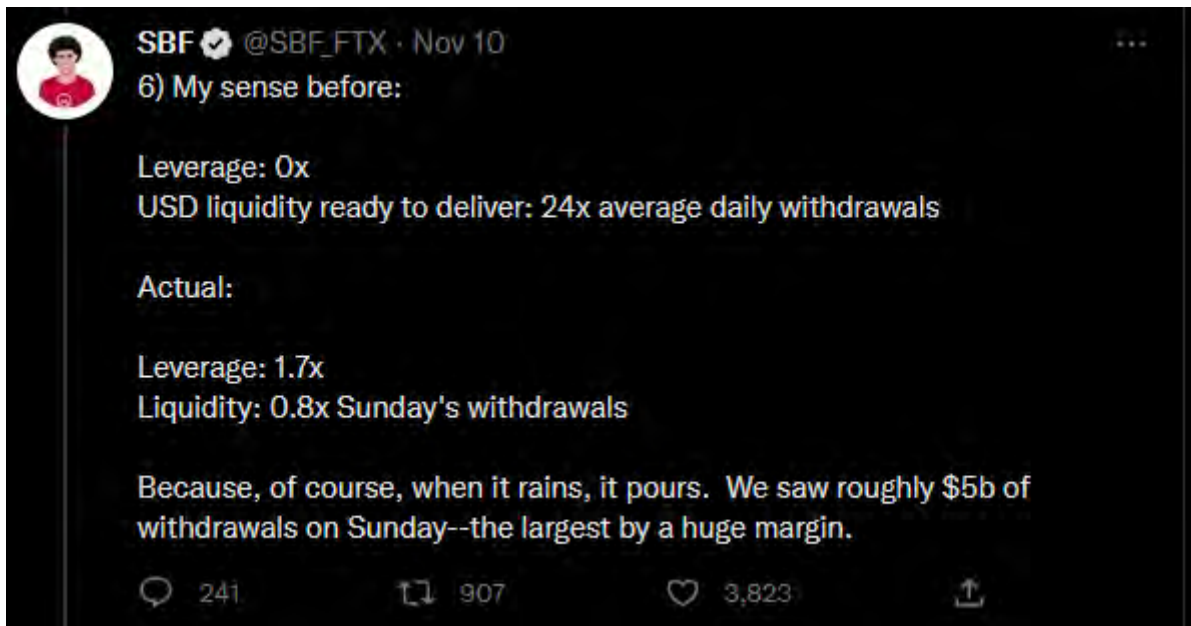 SBF @SBF_FTX · Nov 10
6) My sense before:
Leverage: 0x
USD liquidity ready to deliver: 24x average daily withdrawals
Actual:
Leverage: 1.7x
Liquidity: 0.8x Sunday's withdrawals
Because, of course, when it rains, it pours.  We saw roughly $5b of
withdrawals on Sunday--the largest by a huge margin.
241 907 3,823